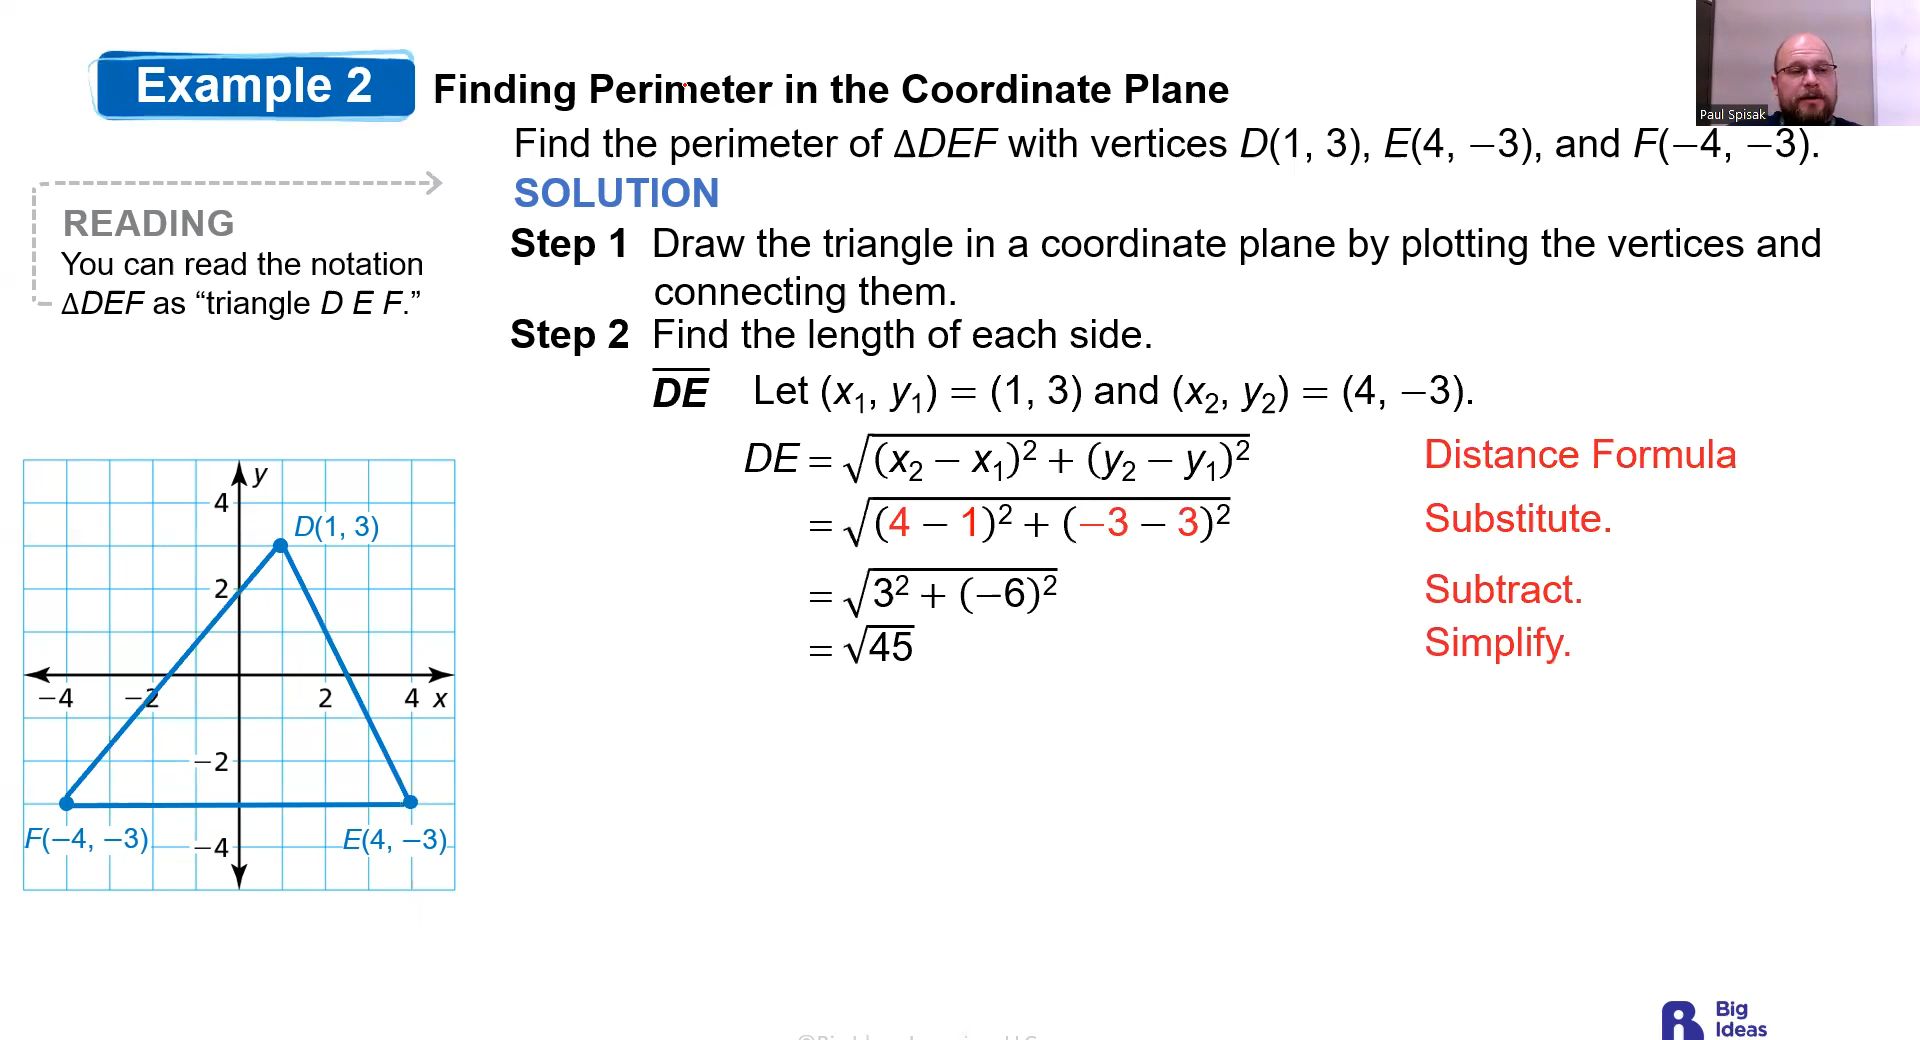 Example 2
Finding Perimeter in the Coordinate Plane
Paul Spisak
Find the perimeter of ΔDEF with vertices D(1, 3), E(4, −3), and F(−4, −3).
SOLUTION
READING
You can read the notation
ΔDEF as “triangle D E F.”
Step 1 Draw the triangle in a coordinate plane by plotting the vertices and
connecting them.
Step 2 Find the length of each side.
D̅E̅ Let (x₁, y₁) = (1, 3) and (x₂, y₂) = (4, −3).
DE = √(x₂ − x₁)² + (y₂ − y₁)² Distance Formula
= √(4 − 1)² + (−3 − 3)² Substitute.
= √3² + (−6)² Subtract.
= √45 Simplify.
y
4
D(1, 3)
2
−4 −2 2 4 x
−2
F(−4, −3) −4 E(4, −3)
Big
Ideas